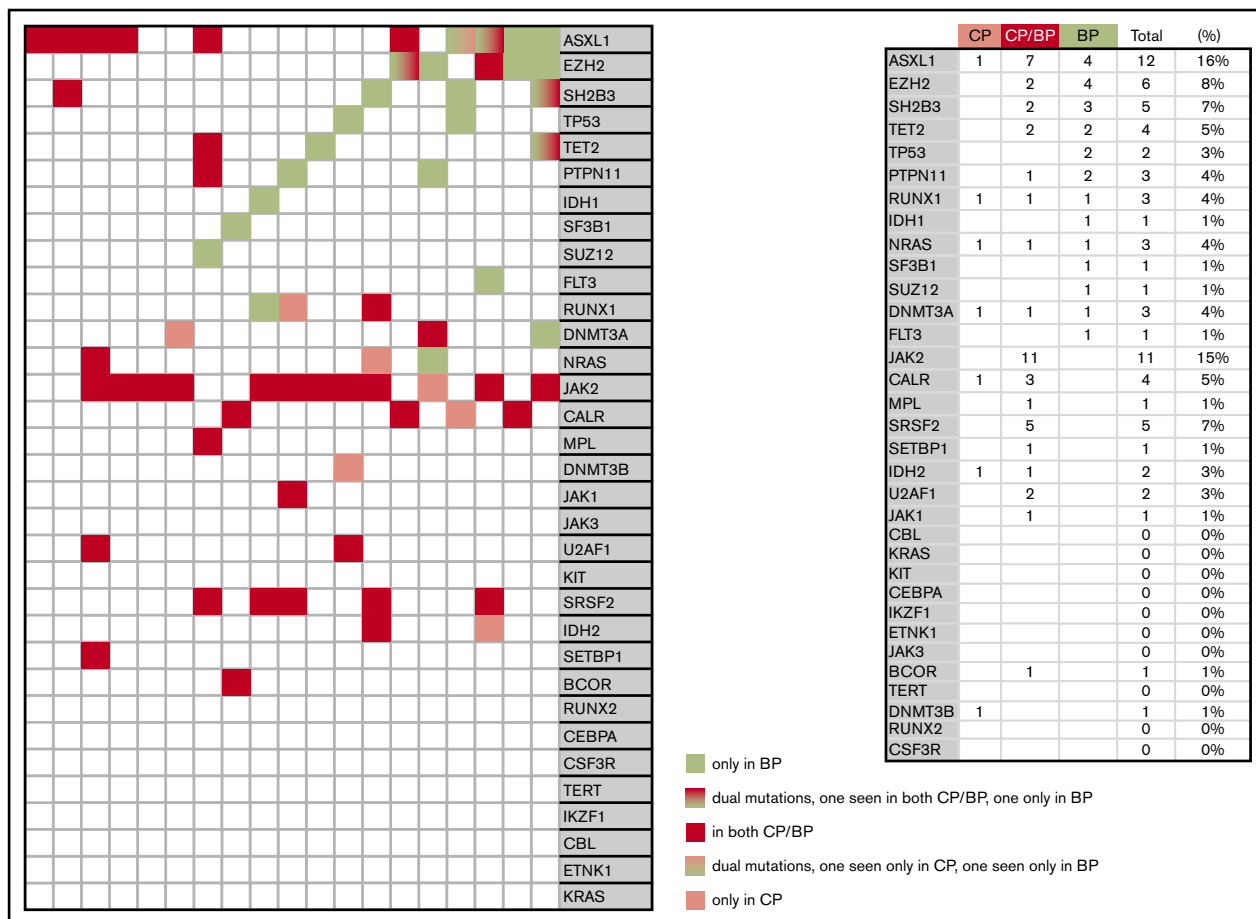 ASXL1
EZH2
SH2B3
TP53
TET2
PTPN11
IDH1
SF3B1
SUZ12
FLT3
RUNX1
DNMT3A
NRAS
JAK2
CALR
MPL
DNMT3B
JAK1
JAK3
U2AF1
KIT
SRSF2
IDH2
SETBP1
BCOR
RUNX2
CEBPA
CSF3R
TERT
IKZF1
CBL
ETNK1
KRAS
only in BP
dual mutations, one seen in both CP/BP, one only in BP
in both CP/BP
dual mutations, one seen only in CP, one seen only in BP
only in CP
CP CP/BP BP Total (%)
ASXL1 1 7 4 12 16%
EZH2 2 4 6 8%
SH2B3 2 3 5 7%
TET2 2 2 4 5%
TP53 2 2 3%
PTPN11 1 2 3 4%
RUNX1 1 1 1 3 4%
IDH1 1 1 1%
NRAS 1 1 1 3 4%
SF3B1 1 1 1%
SUZ12 1 1 1%
DNMT3A 1 1 1 3 4%
FLT3 1 1 1%
JAK2 11 11 15%
CALR 1 3 4 5%
MPL 1 1 1%
SRSF2 5 5 7%
SETBP1 1 1 1%
IDH2 1 1 2 3%
U2AF1 2 2 3%
JAK1 1 1 1%
CBL 0 0%
KRAS 0 0%
KIT 0 0%
CEBPA 0 0%
IKZF1 0 0%
ETNK1 0 0%
JAK3 0 0%
BCOR 1 1 1%
TERT 0 0%
DNMT3B 1 1 1%
RUNX2 0 0%
CSF3R 0 0%